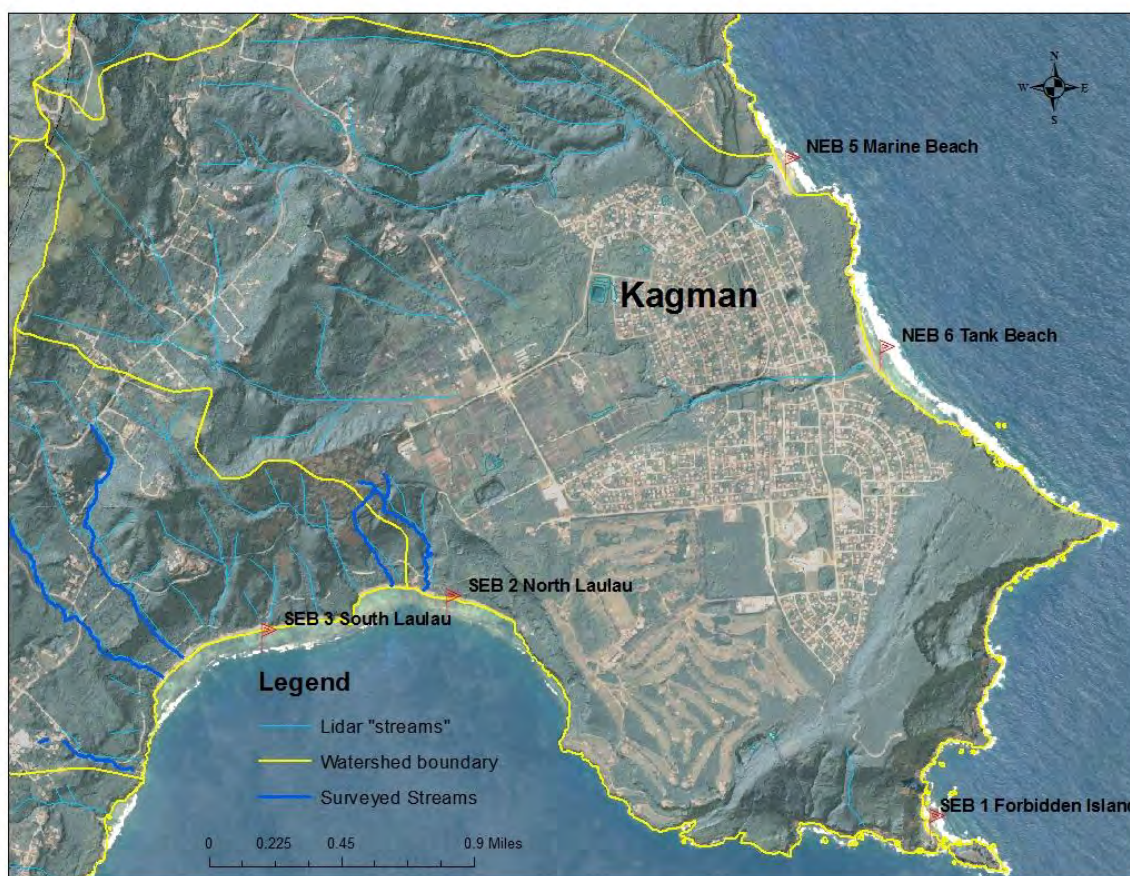 N
W E
S
NEB 5 Marine Beach
Kagman
NEB 6 Tank Beach
SEB 2 North Laulau
SEB 3 South Laulau
Legend
Lidar "streams"
Watershed boundary
Surveyed Streams
SEB 1 Forbidden Island
0 0.225 0.45 0.9 Miles